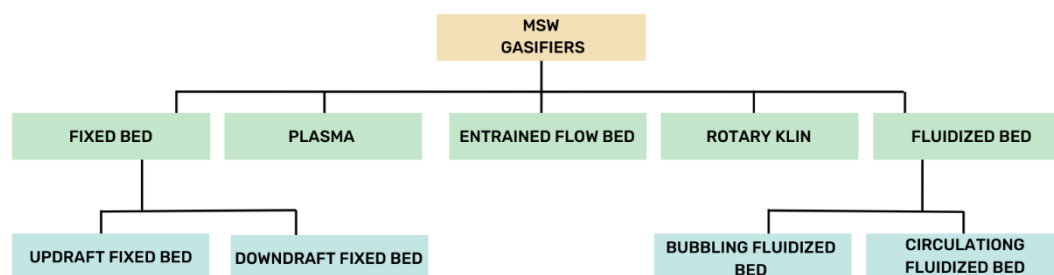 MSW
GASIFIERS
FIXED BED
PLASMA
ENTRAINED FLOW BED
ROTARY KLIN
FLUIDIZED BED
UPDRAFT FIXED BED
DOWNDRAFT FIXED BED
BUBBLING FLUIDIZED
BED
CIRCULATIONG
FLUIDIZED BED